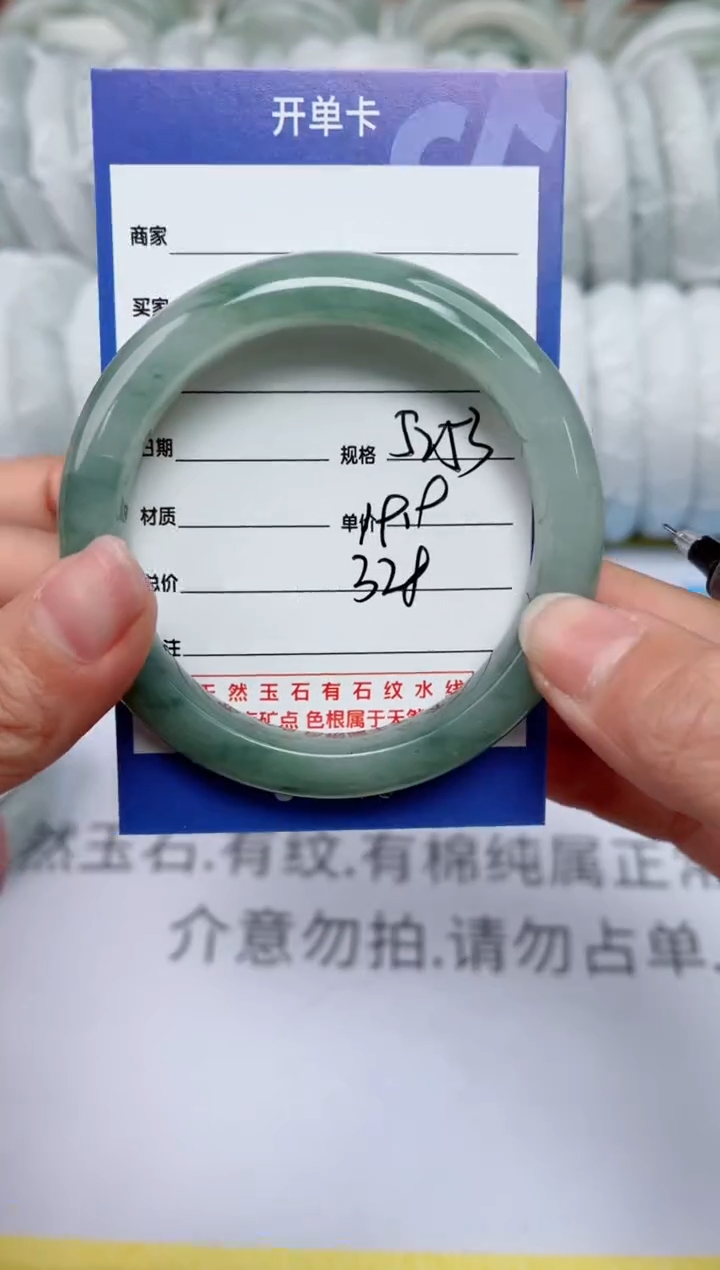 开单卡
商家
买家
日期
规格 5253
材质
单价
总价 328
注
天然玉石有石纹水线
矿点 色根属于天然
然玉石.有纹.有棉纯属正常
介意勿拍.请勿占单.